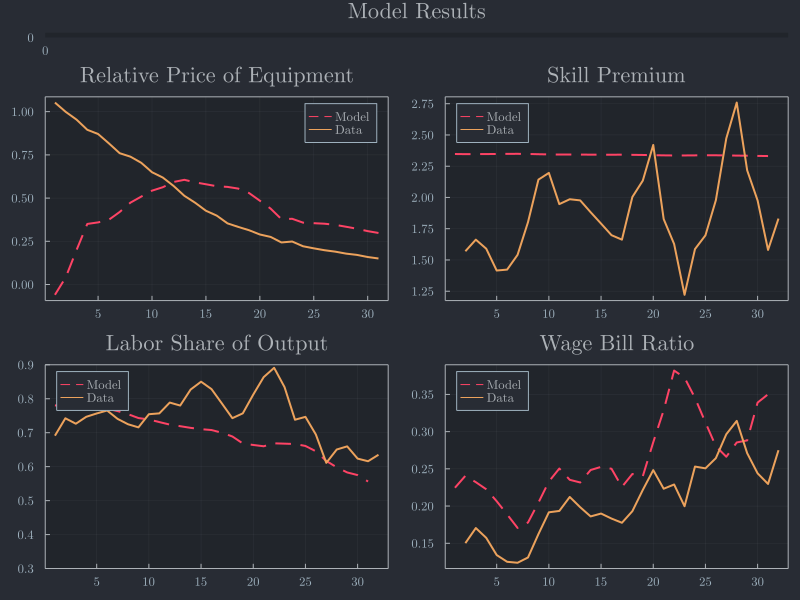 Model Results
0
0
Relative Price of Equipment
1.00
0.75
0.50
0.25
0.00
5 10 15 20 25 30
Model
Data
Skill Premium
2.75
2.50
2.25
2.00
1.75
1.50
1.25
5 10 15 20 25 30
Model
Data
Labor Share of Output
0.9
0.8
0.7
0.6
0.5
0.4
0.3
5 10 15 20 25 30
Model
Data
Wage Bill Ratio
0.35
0.30
0.25
0.20
0.15
5 10 15 20 25 30
Model
Data